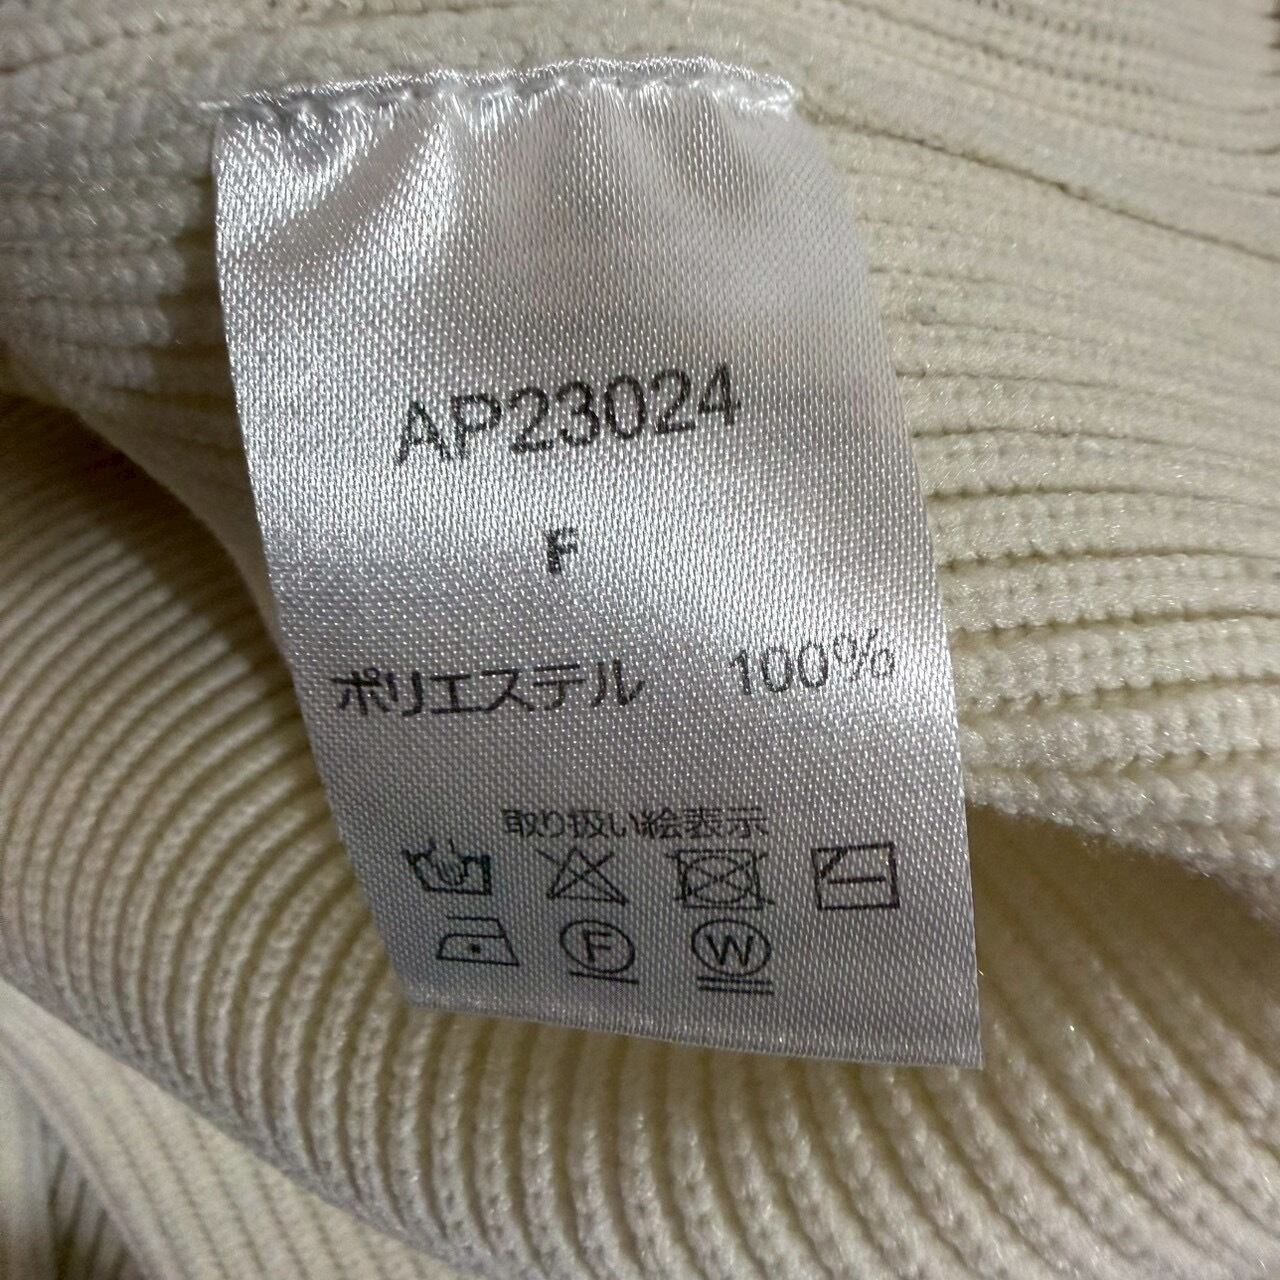 AP23024
F
ポリエステル 100%
取り扱い絵表示
F W